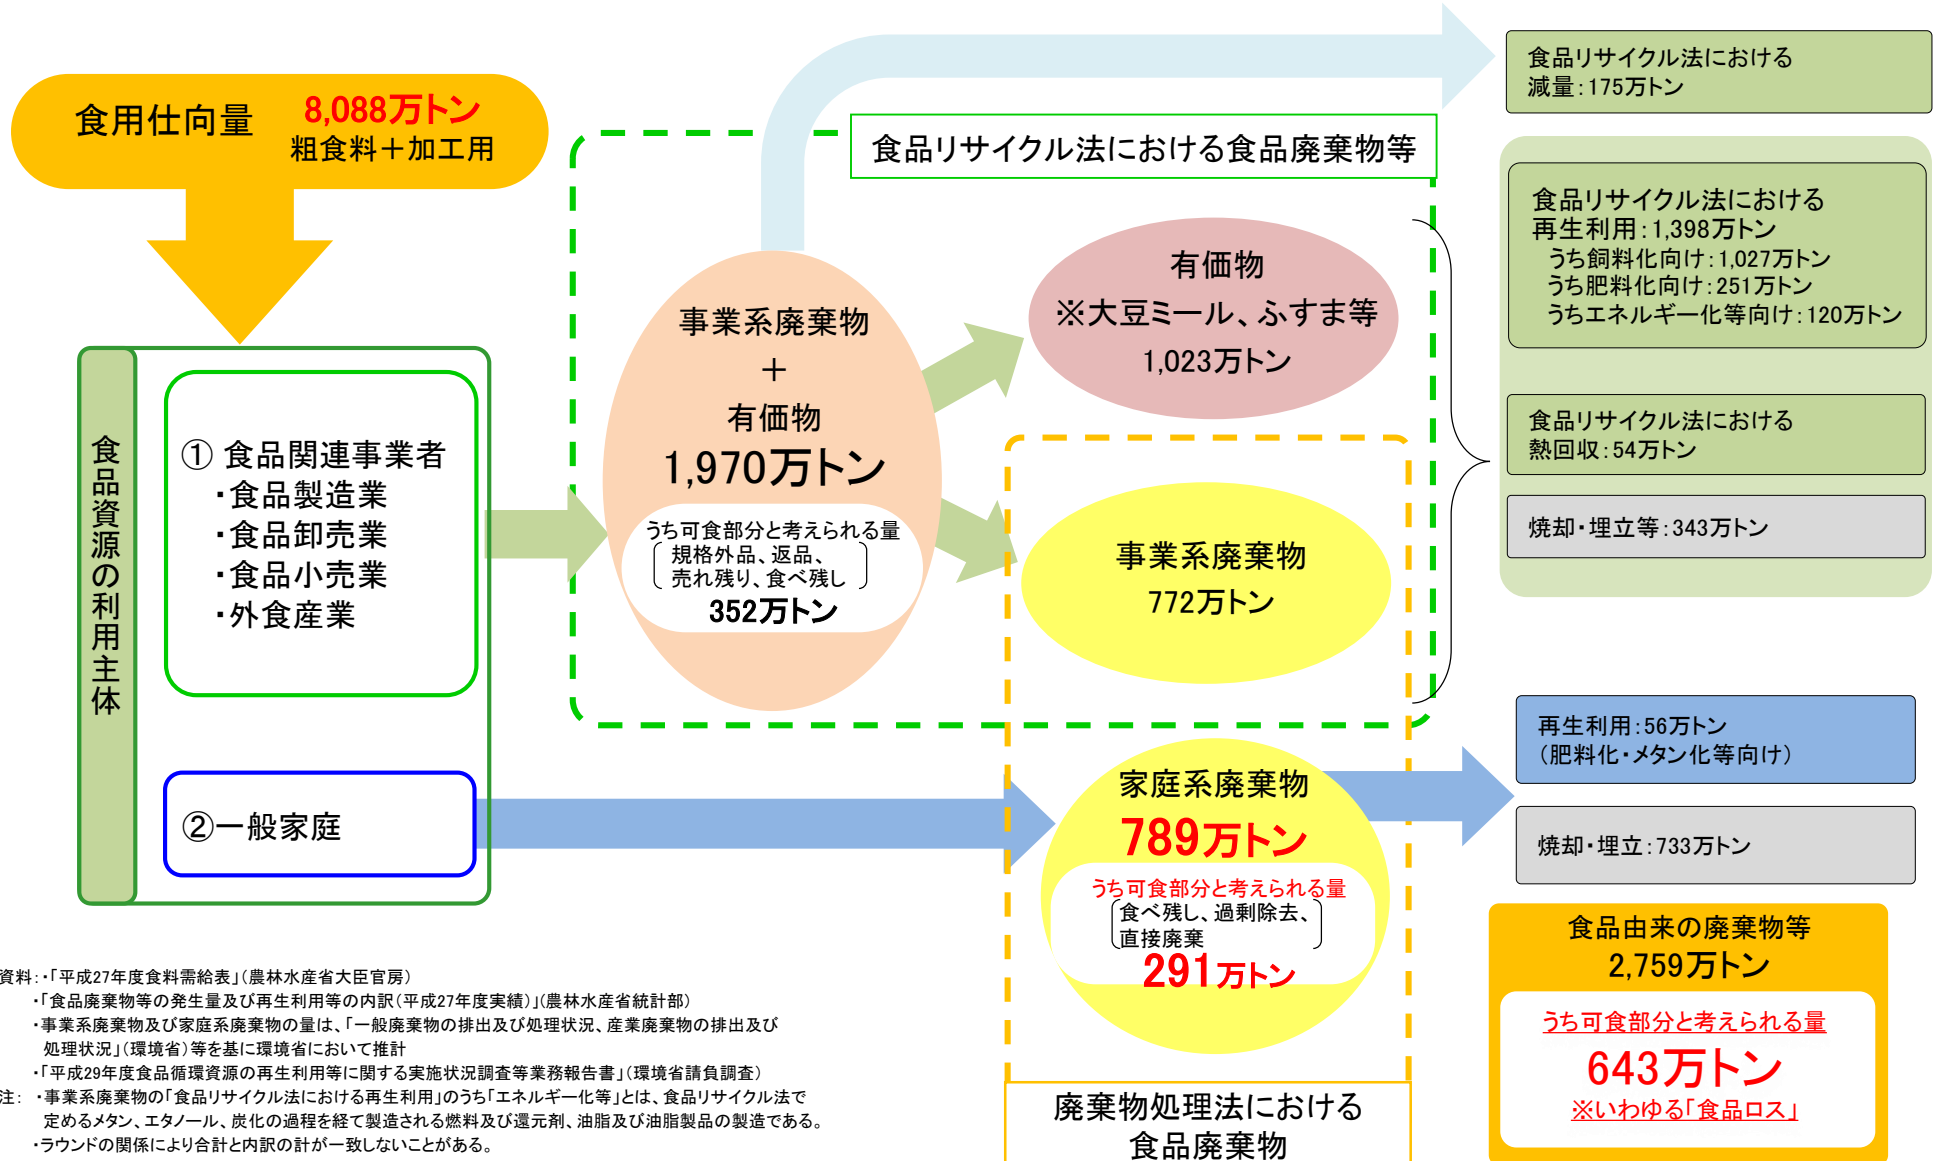 食用仕向量
8,088万トン
粗食料＋加工用
食品資源の利用主体
① 食品関連事業者
・食品製造業
・食品卸売業
・食品小売業
・外食産業
②一般家庭
食品リサイクル法における食品廃棄物等
事業系廃棄物
＋
有価物
1,970万トン
うち可食部分と考えられる量
規格外品、返品、
売れ残り、食べ残し
352万トン
有価物
※大豆ミール、ふすま等
1,023万トン
事業系廃棄物
772万トン
家庭系廃棄物
789万トン
うち可食部分と考えられる量
食べ残し、過剰除去、
直接廃棄
291万トン
廃棄物処理法における
食品廃棄物
食品リサイクル法における
減量：175万トン
食品リサイクル法における
再生利用：1,398万トン
うち飼料化向け：1,027万トン
うち肥料化向け：251万トン
うちエネルギー化等向け：120万トン
食品リサイクル法における
熱回収：54万トン
焼却・埋立等：343万トン
再生利用：56万トン
（肥料化・メタン化等向け）
焼却・埋立：733万トン
食品由来の廃棄物等
2,759万トン
うち可食部分と考えられる量
643万トン
※いわゆる「食品ロス」
資料：・「平成27年度食料需給表」（農林水産省大臣官房）
・「食品廃棄物等の発生量及び再生利用等の内訳（平成27年度実績）」（農林水産省統計部）
・事業系廃棄物及び家庭系廃棄物の量は、「一般廃棄物の排出及び処理状況、産業廃棄物の排出及び
処理状況」（環境省）等を基に環境省において推計
・「平成29年度食品循環資源の再生利用等に関する実施状況調査等業務報告書」（環境省請負調査）
注： ・事業系廃棄物の「食品リサイクル法における再生利用」のうち「エネルギー化等」とは、食品リサイクル法で
定めるメタン、エタノール、炭化の過程を経て製造される燃料及び還元剤、油脂及び油脂製品の製造である。
・ラウンドの関係により合計と内訳の計が一致しないことがある。